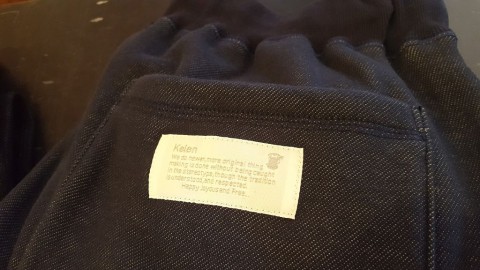 Kelen
We do newer, more original thing
making is done without being caught
in the stereotype, through the tradition
is understood, and respected.
Happy, Joyous and Free.